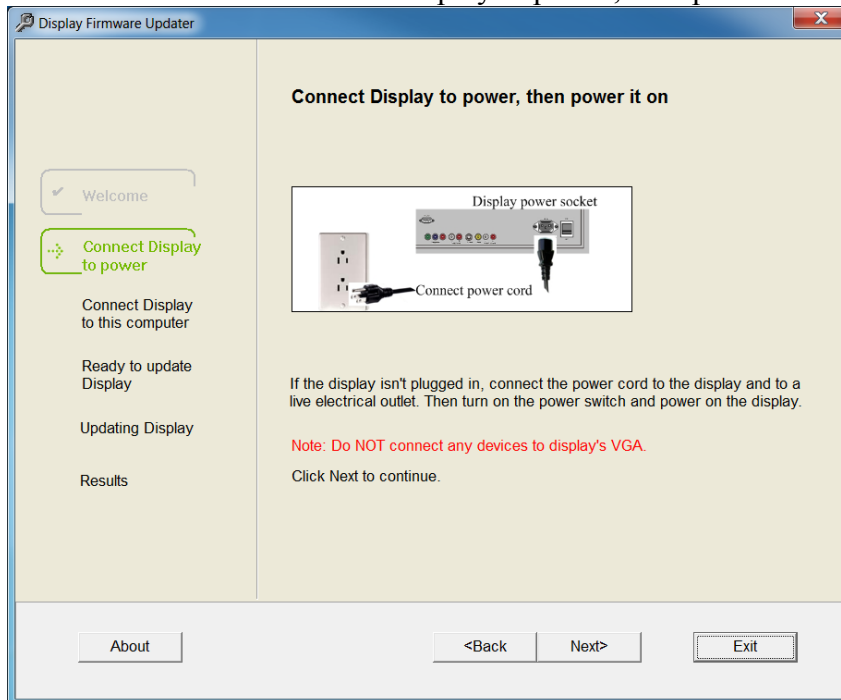 Display Firmware Updater
X
Connect Display to power, then power it on
Welcome
Connect Display
to power
Connect Display
to this computer
Ready to update
Display
Updating Display
Results
Display power socket
Connect power cord
If the display isn't plugged in, connect the power cord to the display and to a
live electrical outlet. Then turn on the power switch and power on the display.
Note: Do NOT connect any devices to display's VGA.
Click Next to continue.
About
<Back
Next>
Exit